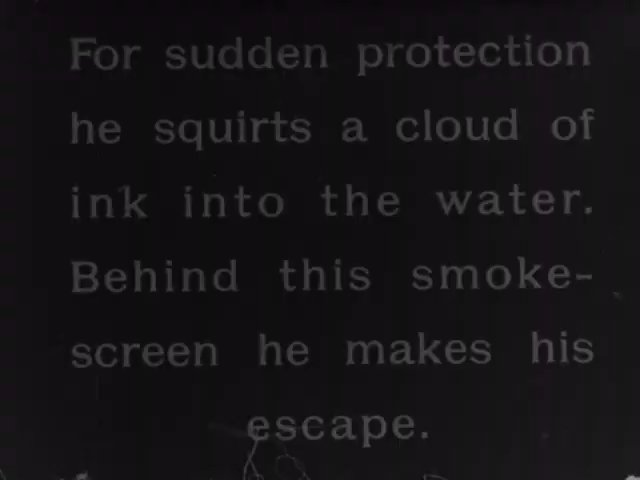 For sudden protection
he squirts a cloud of
ink into the water.
Behind this smoke-
screen he makes his
escape.